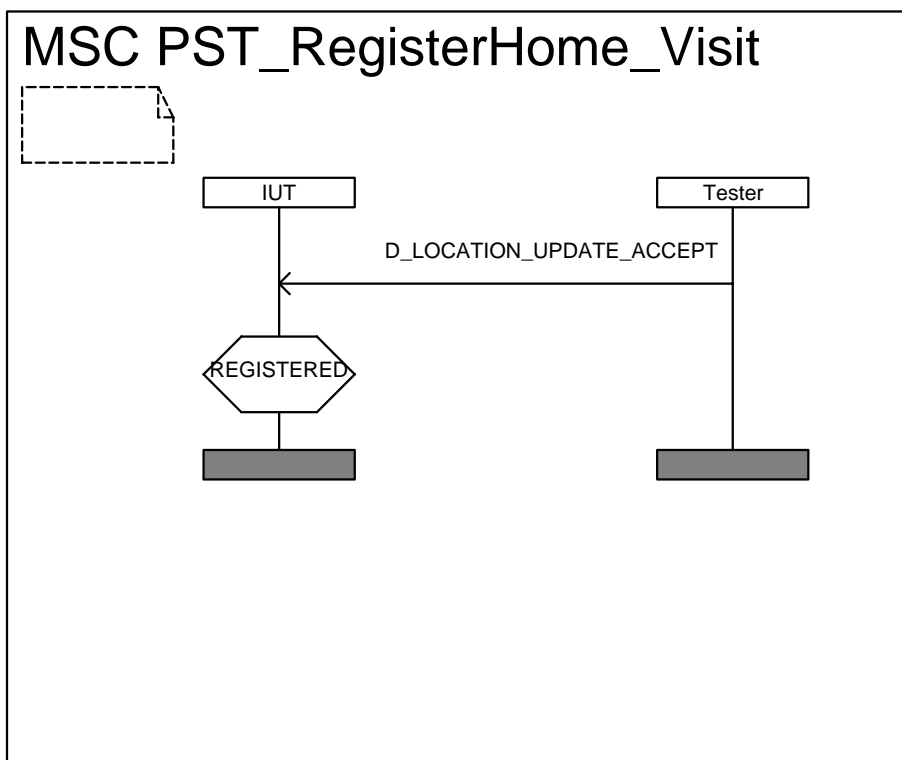 MSC PST_RegisterHome_Visit
IUT
Tester
D_LOCATION_UPDATE_ACCEPT
REGISTERED